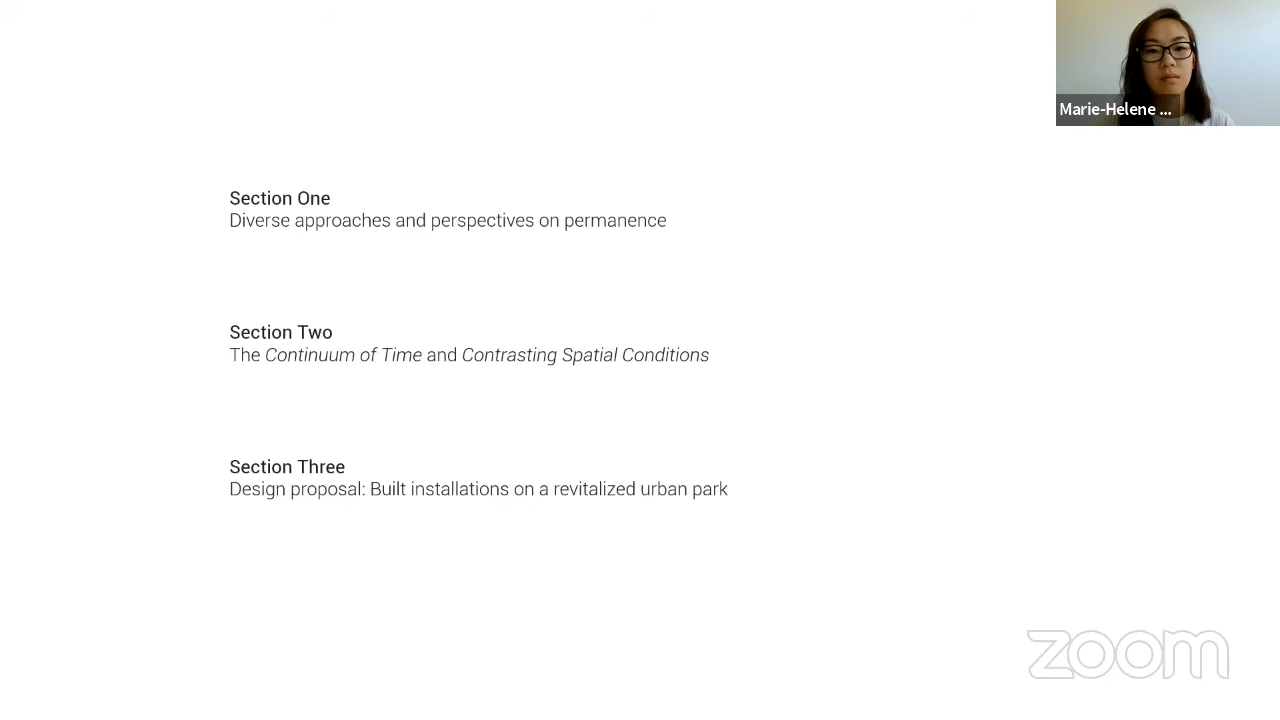 Marie-Helene ...
Section One
Diverse approaches and perspectives on permanence
Section Two
The Continuum of Time and Contrasting Spatial Conditions
Section Three
Design proposal: Built installations on a revitalized urban park
zoom